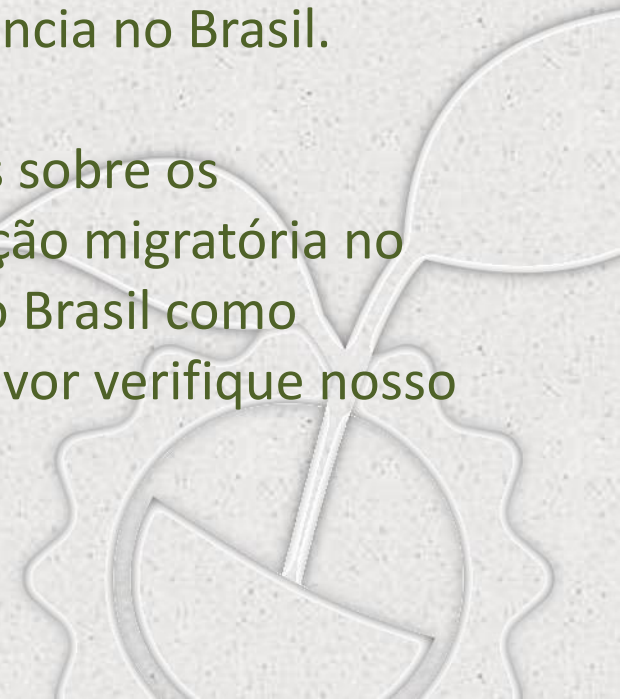 ncia no Brasil.
s sobre os
ção migratória no
o Brasil como
vor verifique nosso